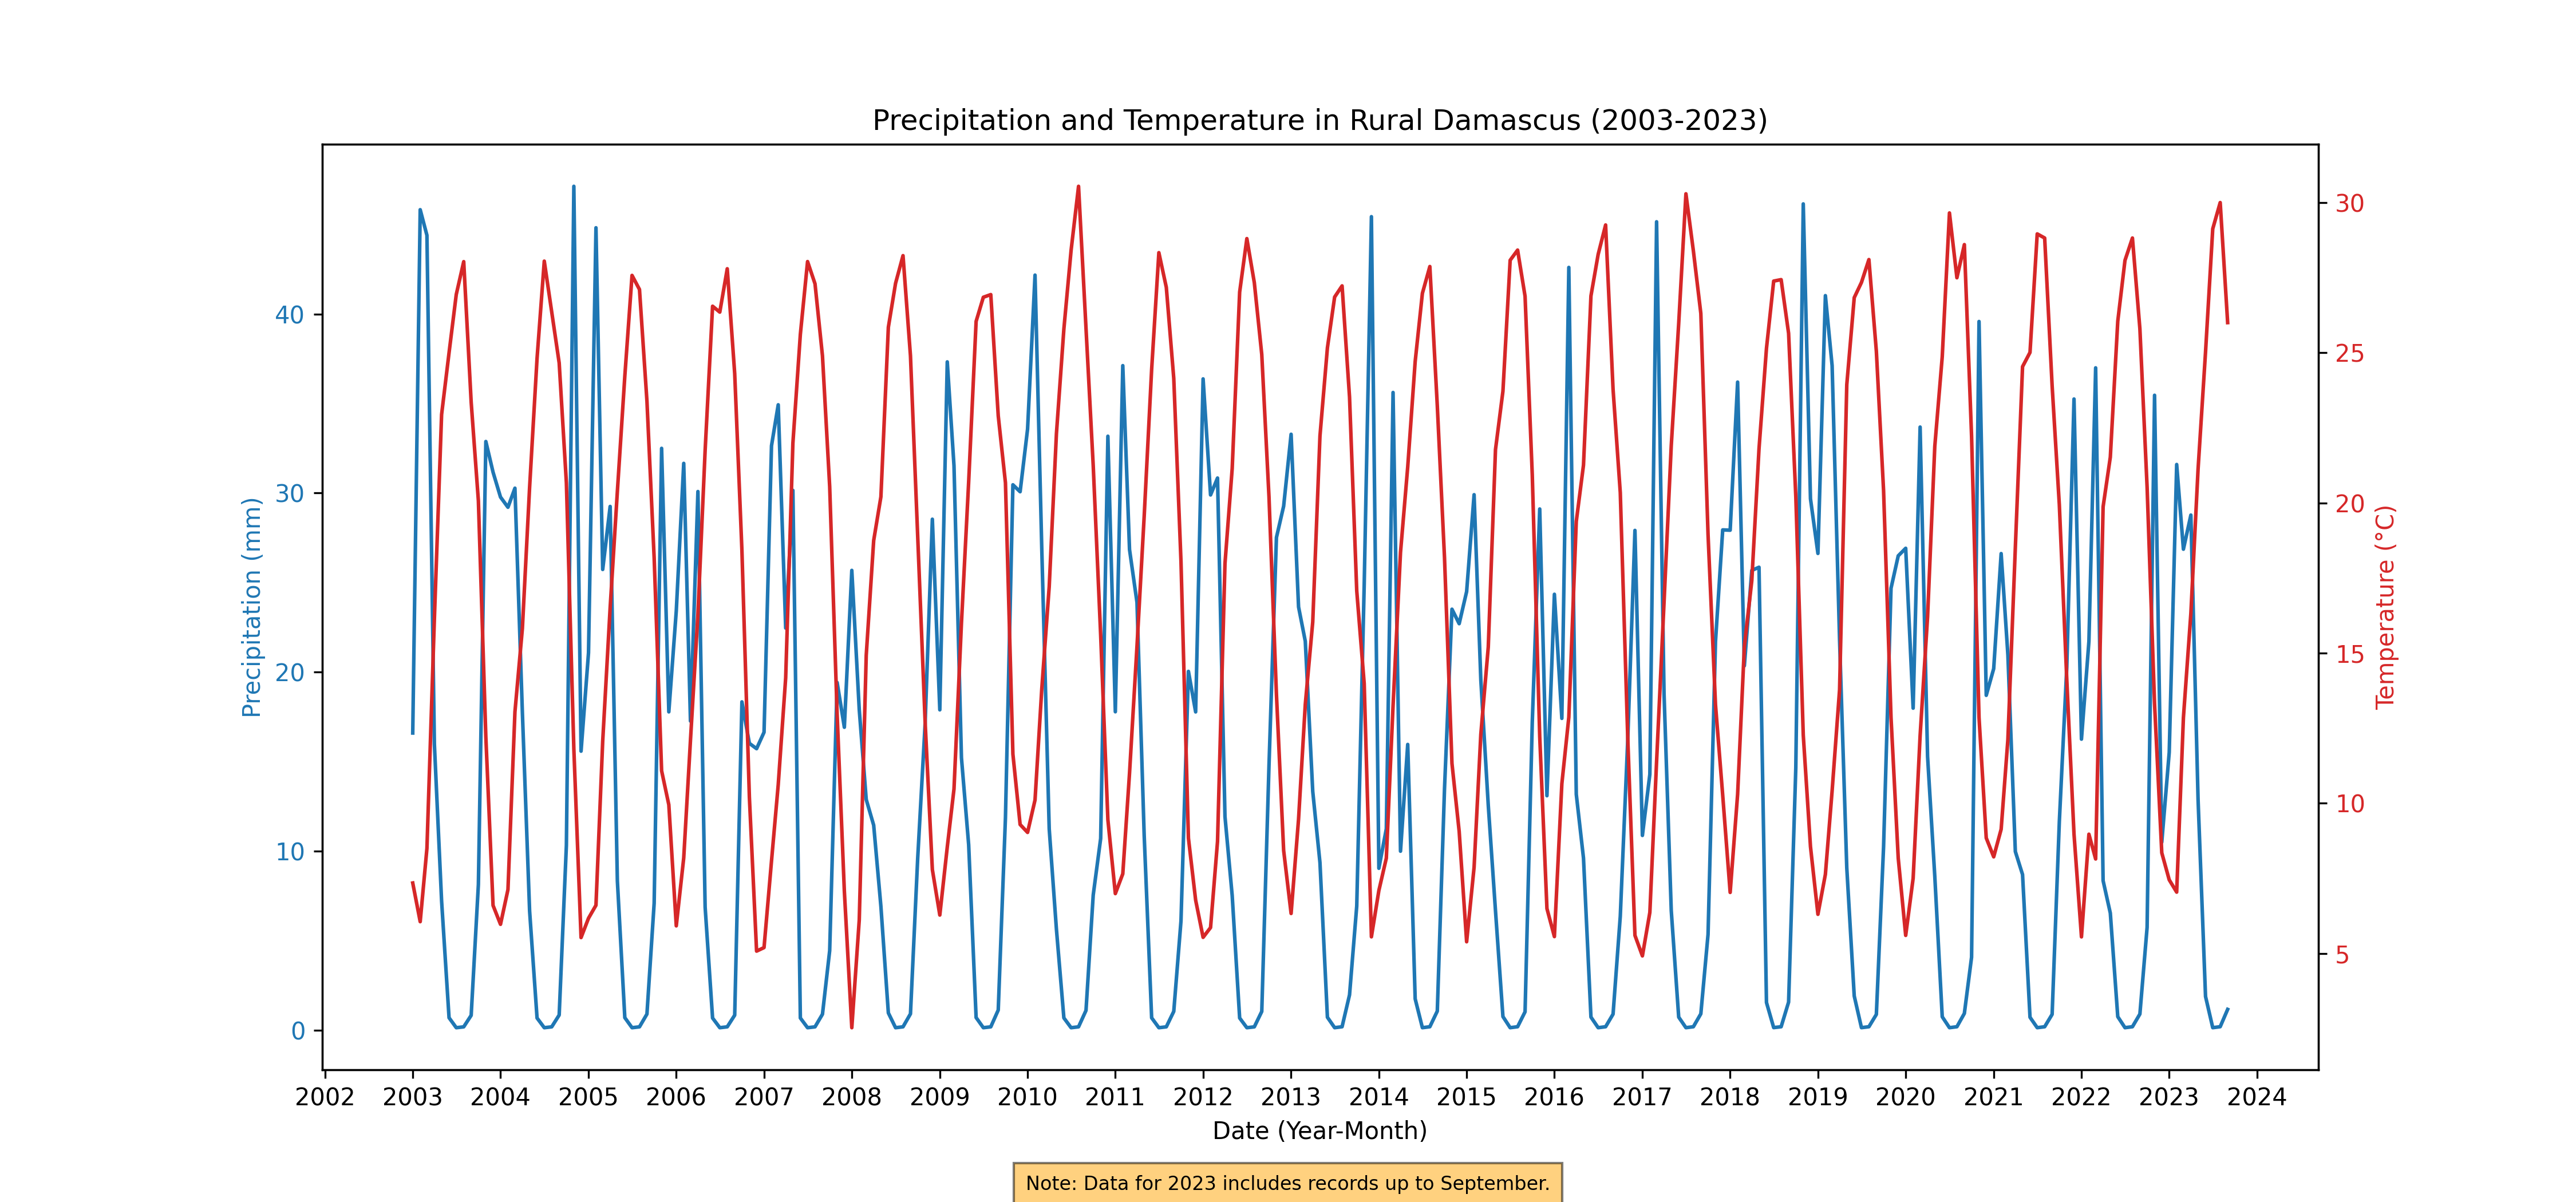 Precipitation and Temperature in Rural Damascus (2003-2023)
Precipitation (mm)
40
30
20
10
0
Temperature (°C)
30
25
20
15
10
5
2002 2003 2004 2005 2006 2007 2008 2009 2010 2011 2012 2013 2014 2015 2016 2017 2018 2019 2020 2021 2022 2023 2024
Date (Year-Month)
Note: Data for 2023 includes records up to September.